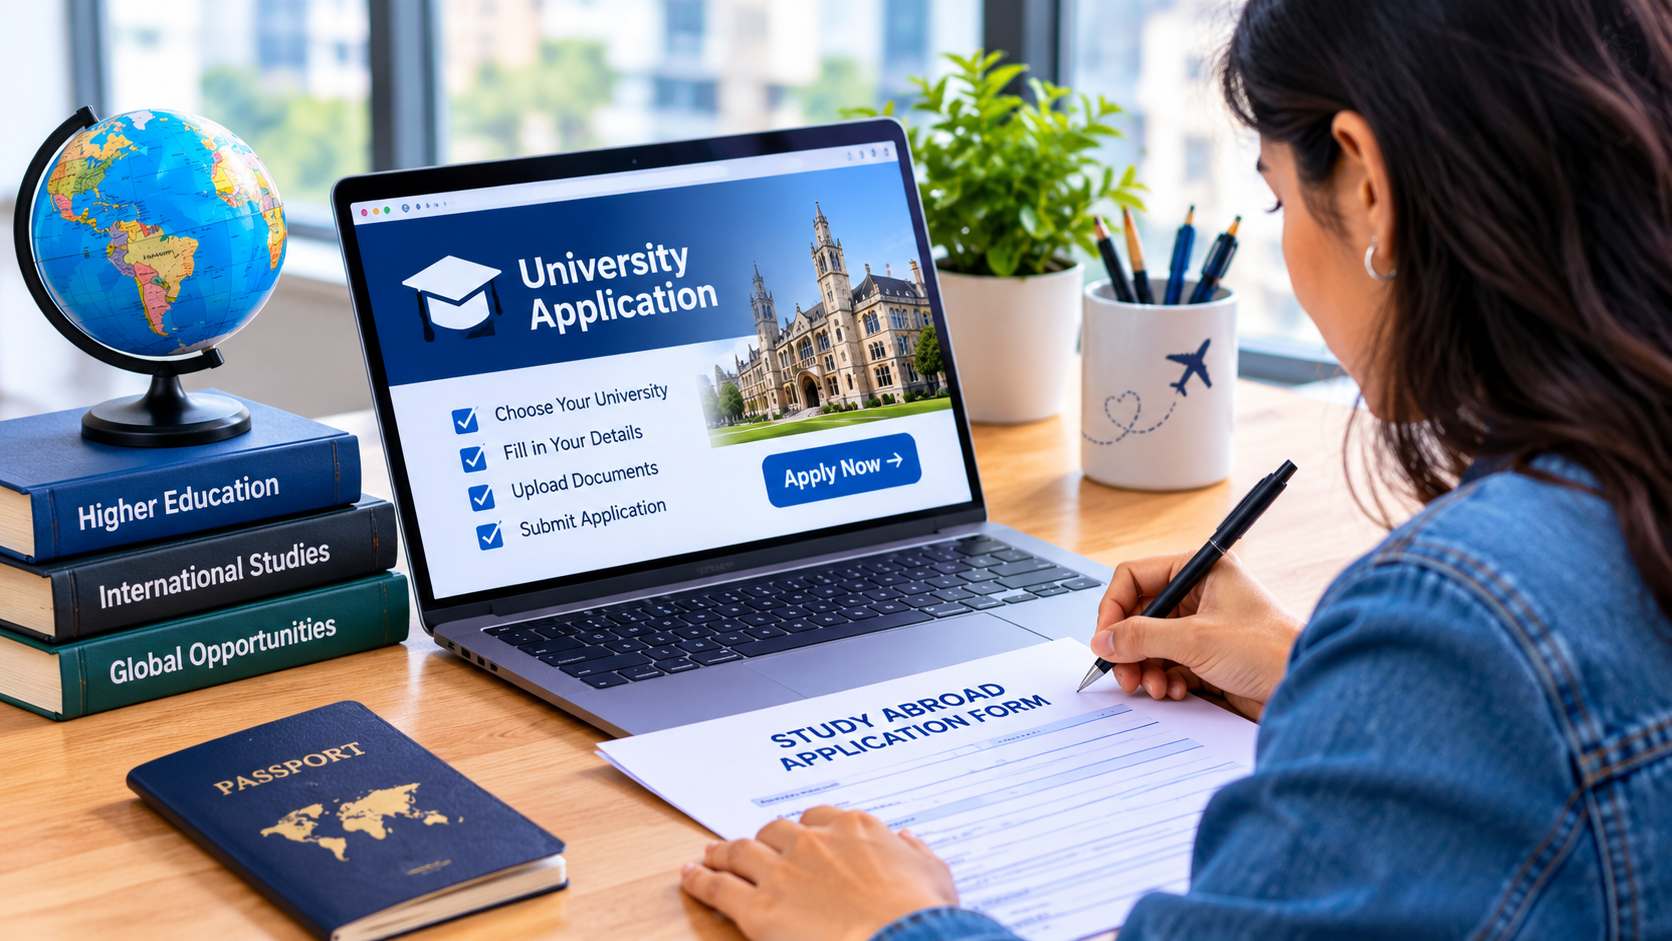 University
Application
Choose Your University
Fill in Your Details
Upload Documents
Submit Application
Apply Now →
Higher Education
International Studies
Global Opportunities
PASSPORT
STUDY ABROAD
APPLICATION FORM